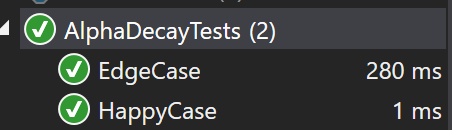 AlphaDecayTests (2)
EdgeCase 280 ms
HappyCase 1 ms